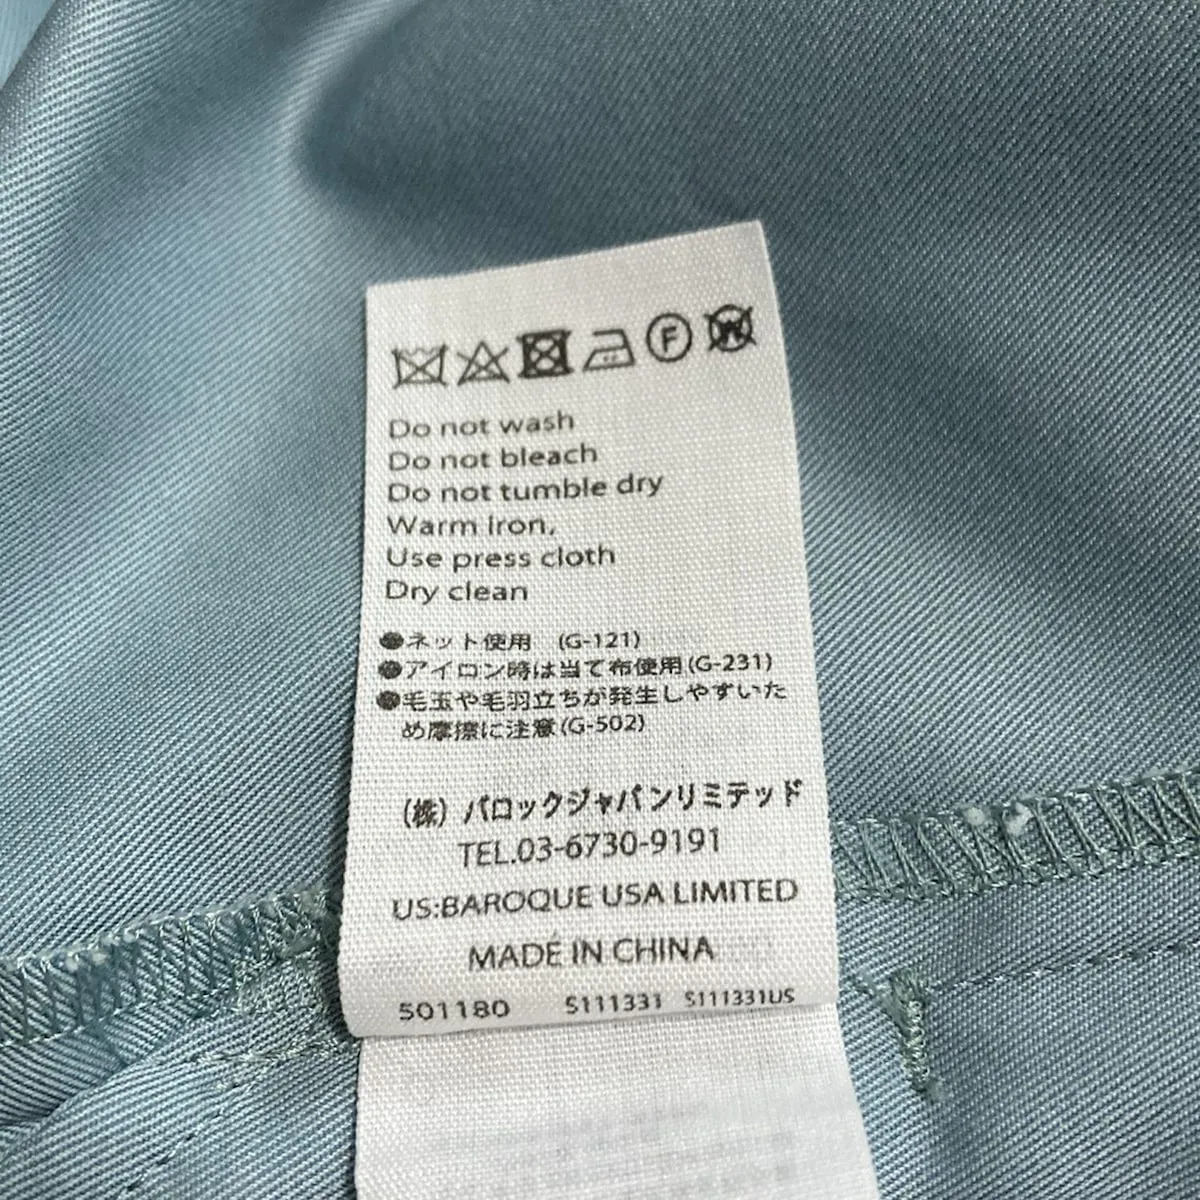 F W
Do not wash
Do not bleach
Do not tumble dry
Warm iron,
Use press cloth
Dry clean
●ネット使用 (G-121)
●アイロン時は当て布使用(G-231)
●毛玉や毛羽立ちが発生しやすいた
め摩擦に注意(G-502)
(株) バロックジャパンリミテッド
TEL.03-6730-9191
US:BAROQUE USA LIMITED
MADE IN CHINA
501180 S111331 S111331US